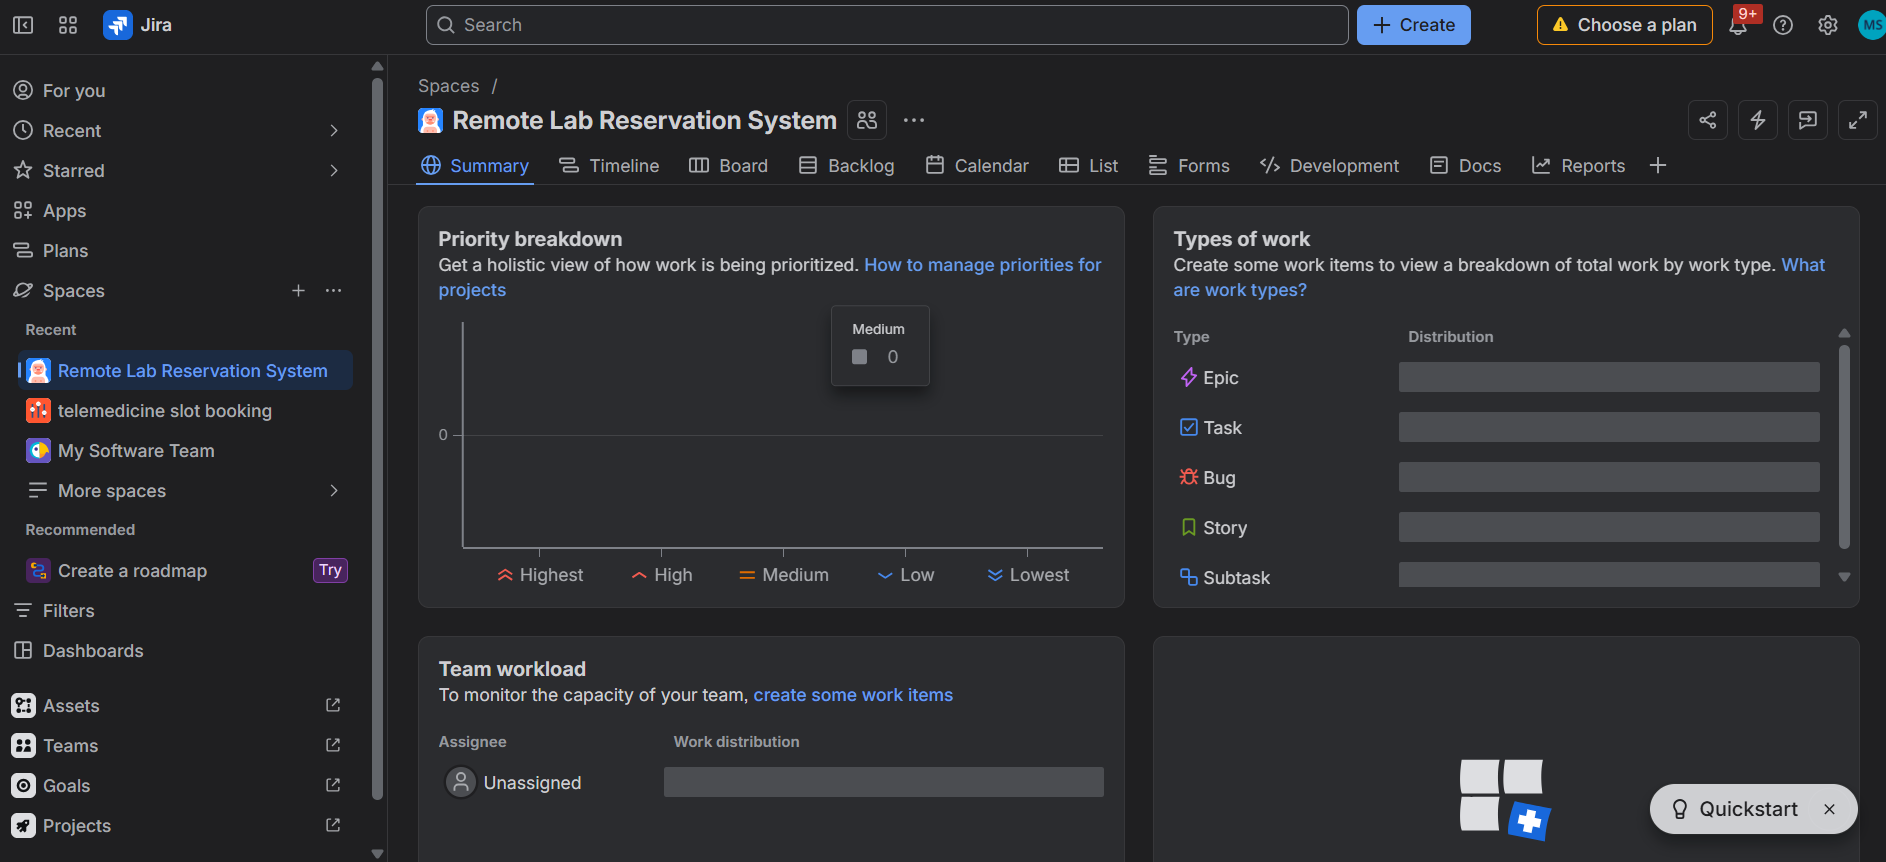 Jira
Search
Create
Choose a plan
9+
MS
For you
Recent
Starred
Apps
Plans
Spaces
Recent
Remote Lab Reservation System
telemedicine slot booking
My Software Team
More spaces
Recommended
Create a roadmap
Try
Filters
Dashboards
Assets
Teams
Goals
Projects
Spaces /
Remote Lab Reservation System
Summary
Timeline
Board
Backlog
Calendar
List
Forms
Development
Docs
Reports
Priority breakdown
Get a holistic view of how work is being prioritized. How to manage priorities for
projects
Medium
0
0
Highest
High
Medium
Low
Lowest
Types of work
Create some work items to view a breakdown of total work by work type. What
are work types?
Type Distribution
Epic
Task
Bug
Story
Subtask
Team workload
To monitor the capacity of your team, create some work items
Assignee Work distribution
Unassigned
Quickstart